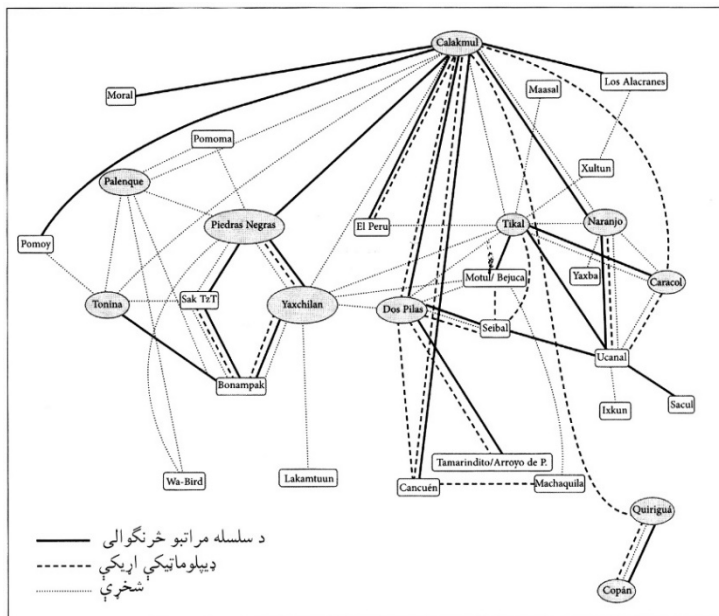 Calakmul
Moral
Maasal
Los Alacranes
Pomoma
Palenque
Xultun
Pomoy
Piedras Negras
El Peru
Tikal
Naranjo
Tonina
Sak TzT
Yaxchilan
Motul/ Bejuca
Yaxba
Caracol
Dos Pilas
Seibal
Bonampak
Ucanal
Ixkun
Sacul
Wa-Bird
Lakamtuun
Tamarindito/Arroyo de P.
Cancuén
Machaquila
Quiriguá
Copán
د سلسله مراتبو څرنګوالی
ډیپلوماټیکې اړیکې
شخړې